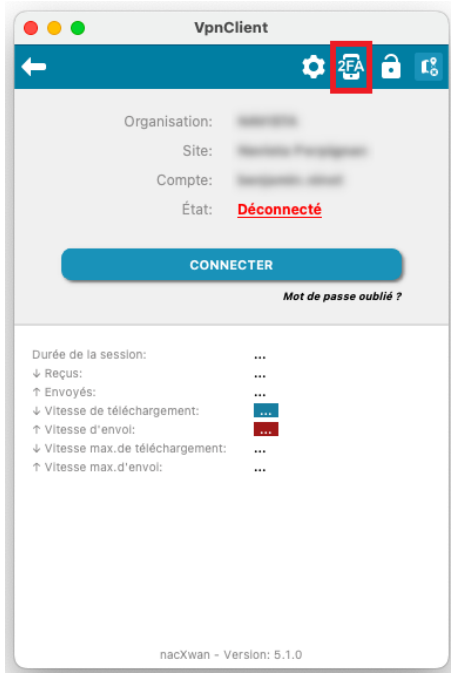 VpnClient
2FA
Organisation:
Site:
Compte:
État: Déconnecté
CONNECTER
Mot de passe oublié ?
Durée de la session: ...
↓ Reçus: ...
↑ Envoyés: ...
↓ Vitesse de téléchargement: ...
↑ Vitesse d'envoi: ...
↓ Vitesse max.de téléchargement: ...
↑ Vitesse max.d'envoi: ...
nacXwan - Version: 5.1.0